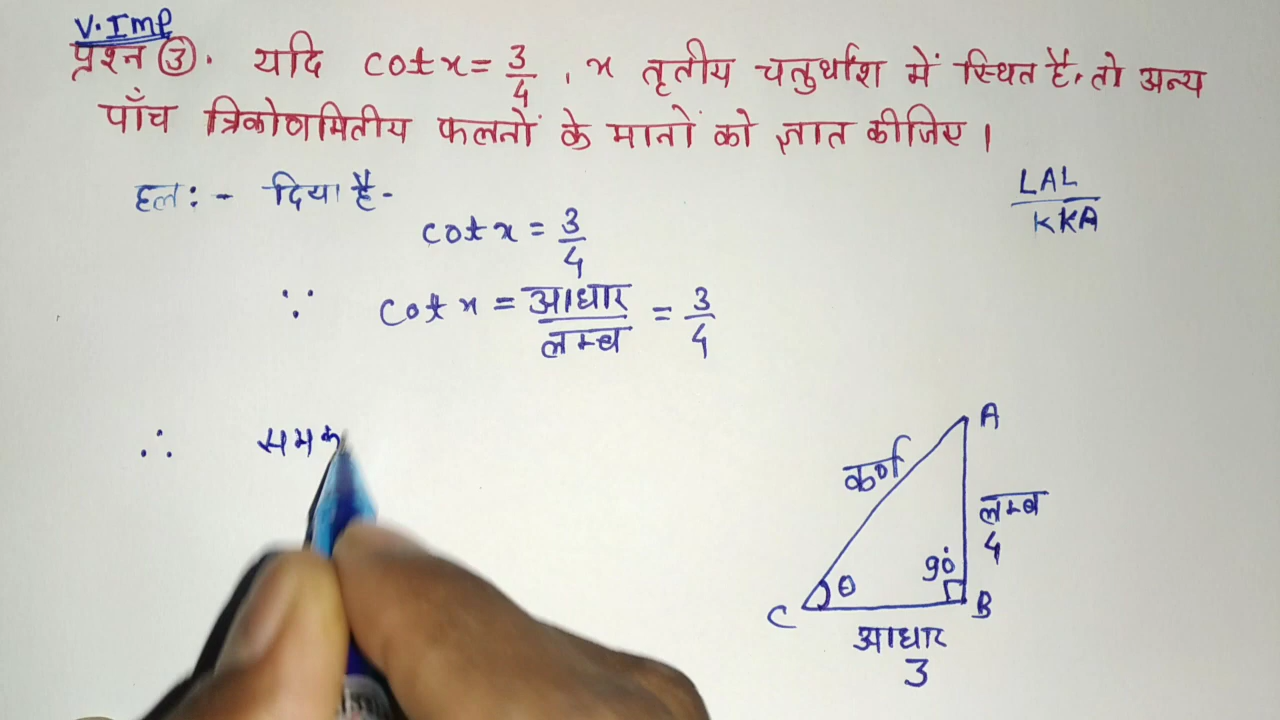 V. Imp
प्रश्न ③. यदि cot x = 3/4, x तृतीय चतुर्थांश में स्थित है, तो अन्य
पाँच त्रिकोणमितीय फलनों के मानों को ज्ञात कीजिए।
हल :- दिया है -
LAL/KKA
cot x = 3/4
∵ cot x = आधार/लम्ब = 3/4
∴ समक
A
कर्ण
लम्ब
4
90°
θ
C
B
आधार
3